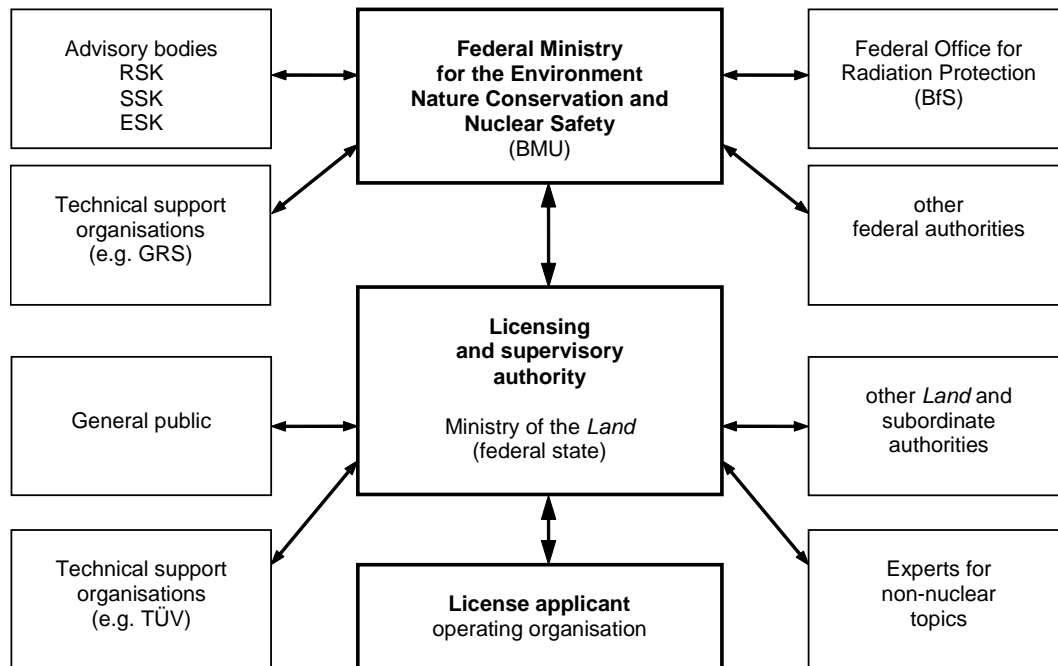 Advisory bodies
RSK
SSK
ESK
Federal Ministry
for the Environment
Nature Conservation and
Nuclear Safety
(BMU)
Federal Office for
Radiation Protection
(BfS)
Technical support
organisations
(e.g. GRS)
other
federal authorities
Licensing
and supervisory
authority
Ministry of the Land
(federal state)
General public
other Land and
subordinate
authorities
Technical support
organisations
(e.g. TÜV)
License applicant
operating organisation
Experts for
non-nuclear
topics